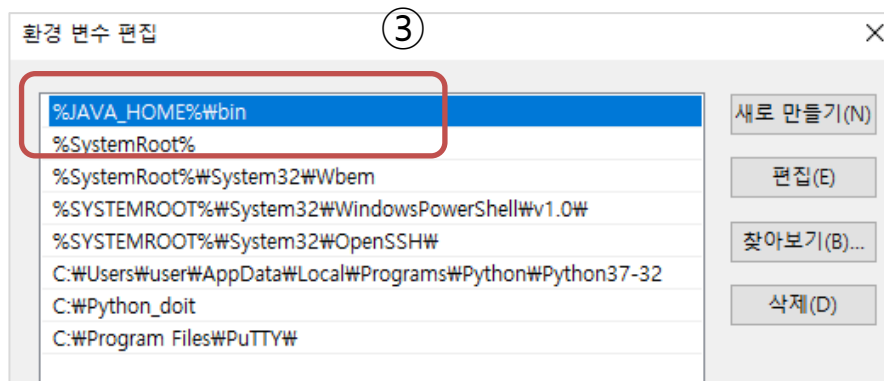 환경 변수 편집
③
%JAVA_HOME%₩bin
%SystemRoot%
%SystemRoot%₩System32₩Wbem
%SYSTEMROOT%₩System32₩WindowsPowerShell₩v1.0₩
%SYSTEMROOT%₩System32₩OpenSSH₩
C:₩Users₩user₩AppData₩Local₩Programs₩Python₩Python37-32
C:₩Python_doit
C:₩Program Files₩PuTTY₩
새로 만들기(N)
편집(E)
찾아보기(B)...
삭제(D)